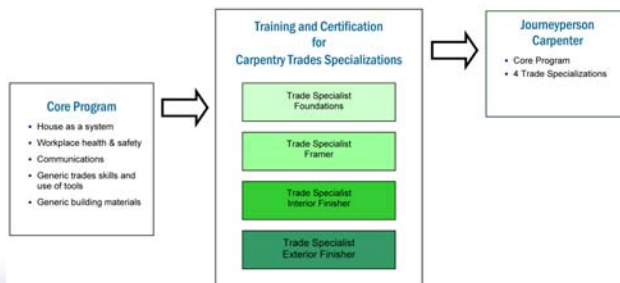 Core Program
• House as a system
• Workplace health & safety
• Communications
• Generic trades skills and
use of tools
• Generic building materials
Training and Certification
for
Carpentry Trades Specializations
Trade Specialist
Foundations
Trade Specialist
Framer
Trade Specialist
Interior Finisher
Trade Specialist
Exterior Finisher
Journeyperson
Carpenter
• Core Program
• 4 Trade Specializations